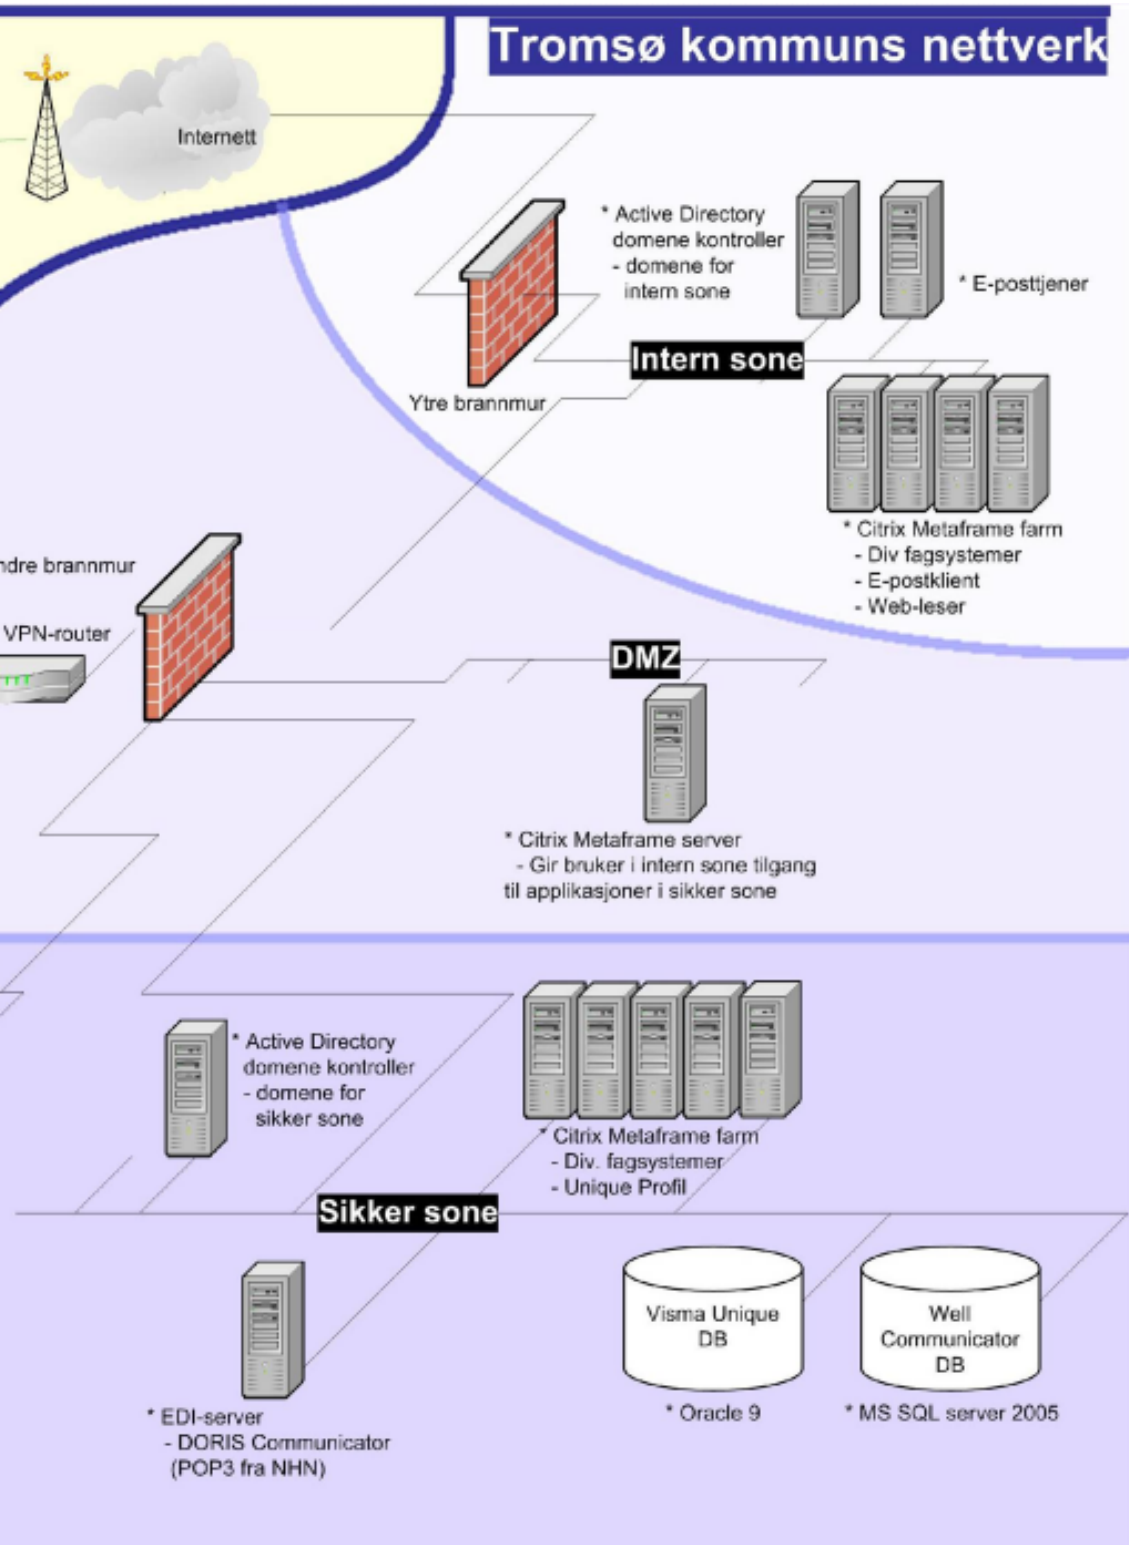 Tromsø kommuns nettverk
Internett
* Active Directory
domene kontroller
- domene for
intern sone
* E-posttjener
Intern sone
Ytre brannmur
* Citrix Metaframe farm
- Div fagsystemer
- E-postklient
- Web-leser
ndre brannmur
VPN-router
DMZ
* Citrix Metaframe server
- Gir bruker i intern sone tilgang
til applikasjoner i sikker sone
* Active Directory
domene kontroller
- domene for
sikker sone
* Citrix Metaframe farm
- Div. fagsystemer
- Unique Profil
Sikker sone
Visma Unique
DB
Well
Communicator
DB
* Oracle 9
* MS SQL server 2005
* EDI-server
- DORIS Communicator
(POP3 fra NHN)